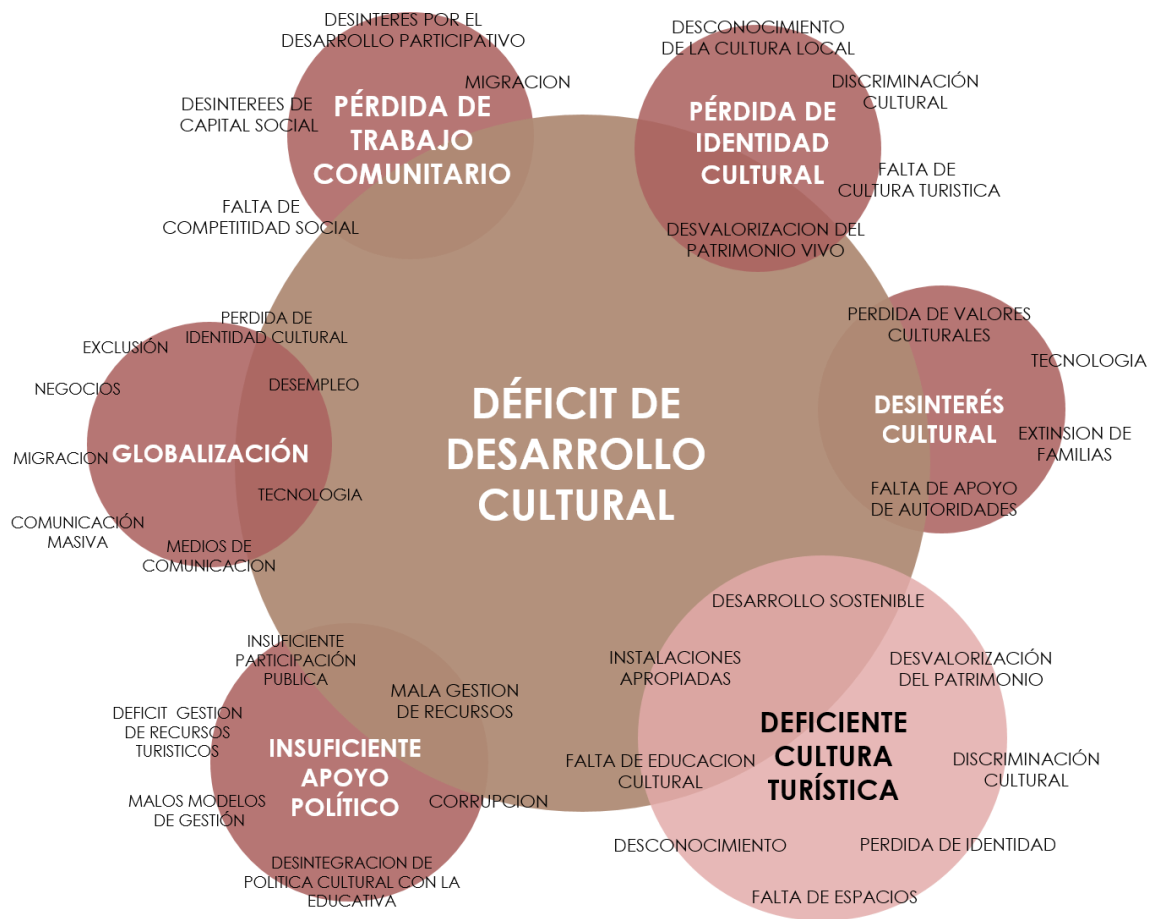 DESINTERES POR EL
DESARROLLO PARTICIPATIVO
MIGRACION
DESINTEREES DE
CAPITAL SOCIAL
PÉRDIDA DE
TRABAJO
COMUNITARIO
FALTA DE
COMPETITIDAD SOCIAL
DESCONOCIMIENTO
DE LA CULTURA LOCAL
DISCRIMINACIÓN
CULTURAL
PÉRDIDA DE
IDENTIDAD
CULTURAL
FALTA DE
CULTURA TURISTICA
DESVALORIZACION DEL
PATRIMONIO VIVO
PERDIDA DE
IDENTIDAD CULTURAL
EXCLUSIÓN
NEGOCIOS
DESEMPLEO
MIGRACION
GLOBALIZACIÓN
TECNOLOGIA
COMUNICACIÓN
MASIVA
MEDIOS DE
COMUNICACION
DÉFICIT DE
DESARROLLO
CULTURAL
PERDIDA DE VALORES
CULTURALES
TECNOLOGIA
DESINTERÉS
CULTURAL
EXTINSION DE
FAMILIAS
FALTA DE APOYO
DE AUTORIDADES
INSUFICIENTE
PARTICIPACIÓN
PUBLICA
MALA GESTION
DE RECURSOS
DEFICIT GESTION
DE RECURSOS
TURISTICOS
INSUFICIENTE
APOYO
POLÍTICO
MALOS MODELOS
DE GESTIÓN
CORRUPCION
DESINTEGRACION DE
POLITICA CULTURAL CON LA
EDUCATIVA
DESARROLLO SOSTENIBLE
INSTALACIONES
APROPIADAS
DESVALORIZACIÓN
DEL PATRIMONIO
DEFICIENTE
CULTURA
TURÍSTICA
FALTA DE EDUCACION
CULTURAL
DISCRIMINACIÓN
CULTURAL
DESCONOCIMIENTO
PERDIDA DE IDENTIDAD
FALTA DE ESPACIOS